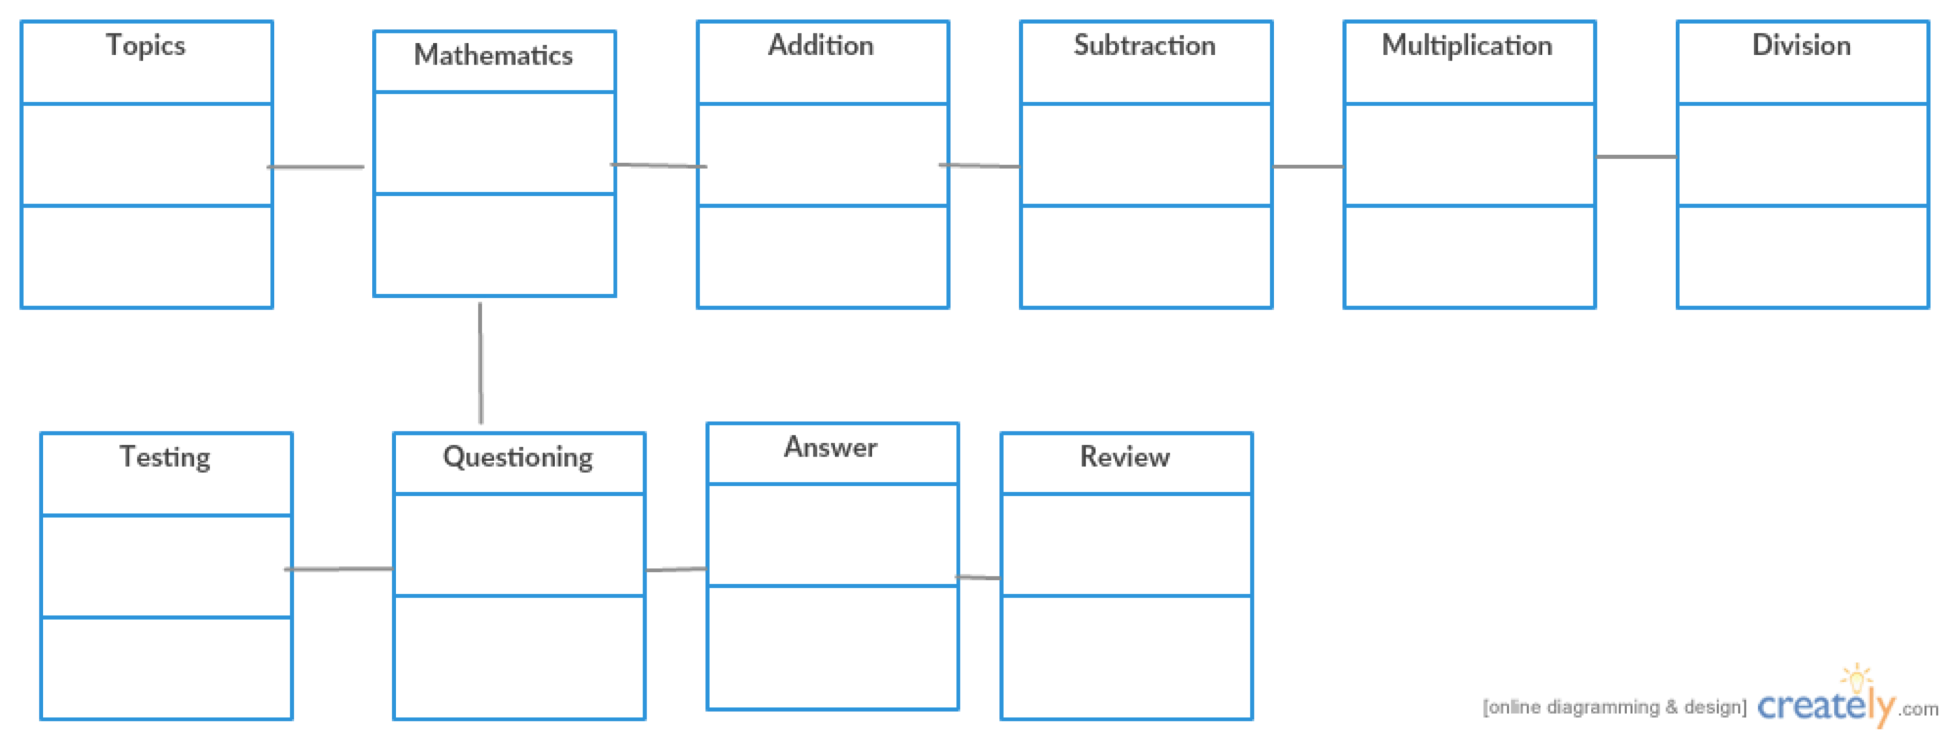 Topics
Mathematics
Addition
Subtraction
Multiplication
Division
Testing
Questioning
Answer
Review
[online diagramming & design] creately.com